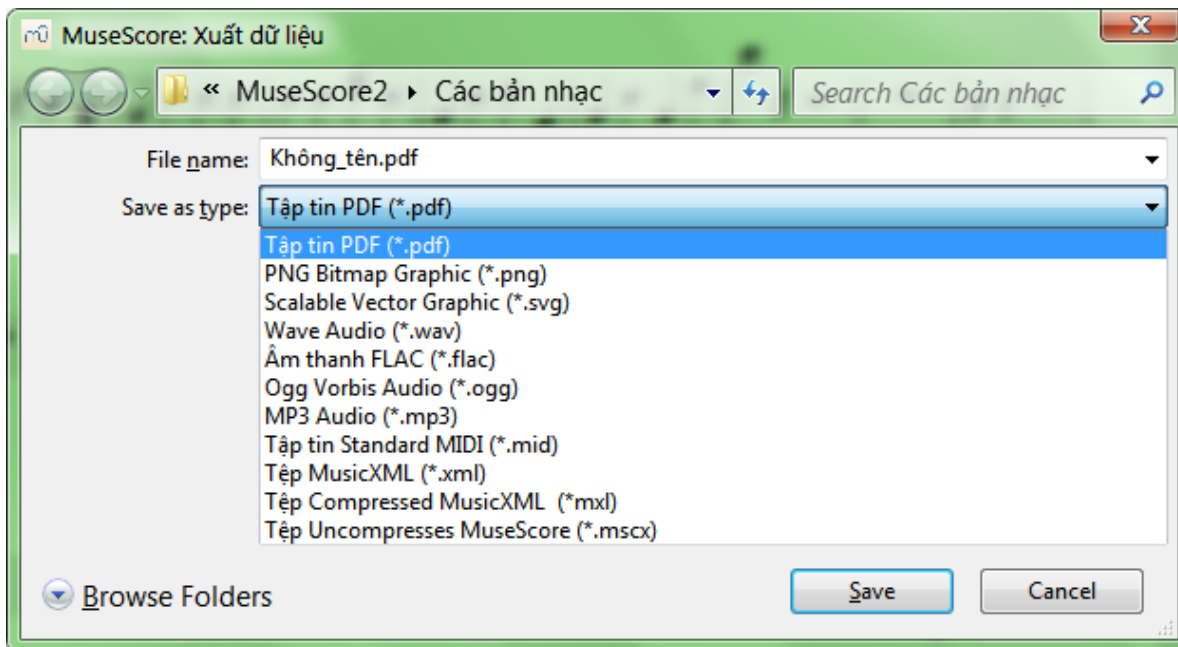 MuseScore: Xuất dữ liệu
« MuseScore2 ▸ Các bản nhạc
Search Các bản nhạc
File name: Không_tên.pdf
Save as type: Tập tin PDF (*.pdf)
Tập tin PDF (*.pdf)
PNG Bitmap Graphic (*.png)
Scalable Vector Graphic (*.svg)
Wave Audio (*.wav)
Âm thanh FLAC (*.flac)
Ogg Vorbis Audio (*.ogg)
MP3 Audio (*.mp3)
Tập tin Standard MIDI (*.mid)
Tệp MusicXML (*.xml)
Tệp Compressed MusicXML (*mxl)
Tệp Uncompresses MuseScore (*.mscx)
Browse Folders
Save
Cancel